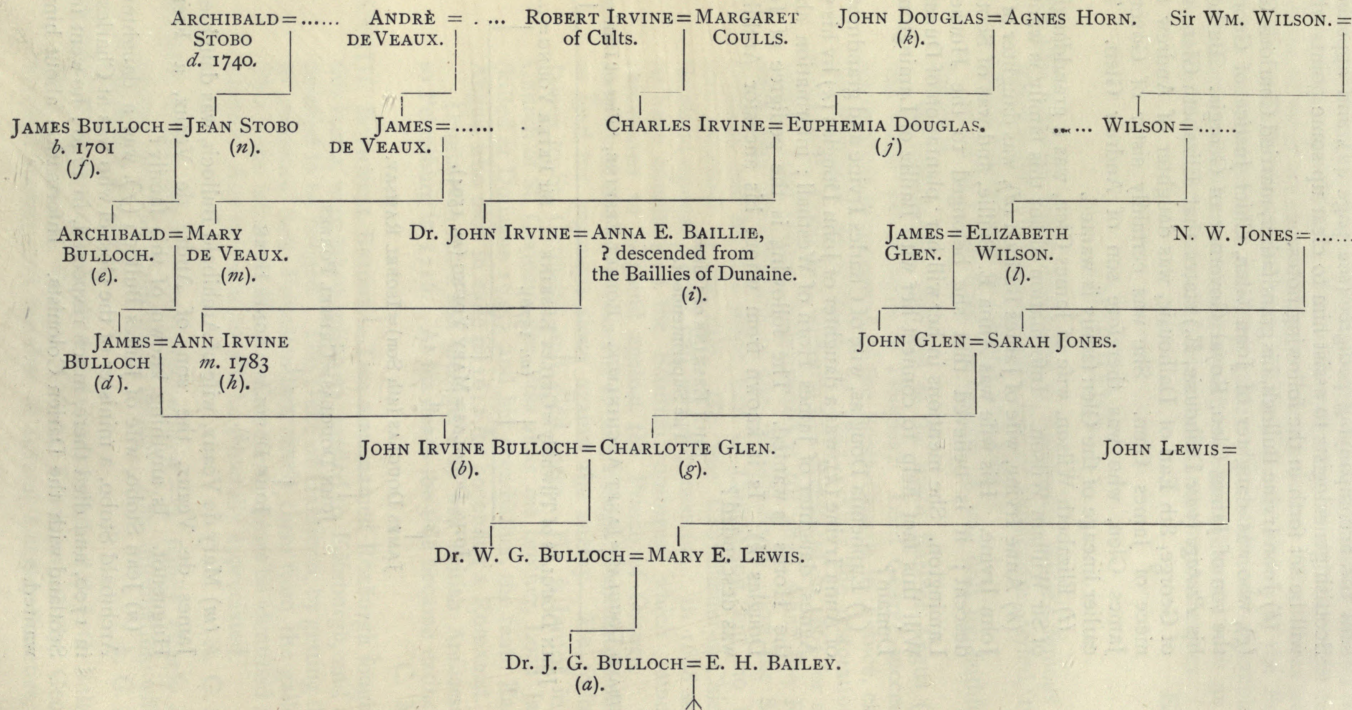 ARCHIBALD = ...... ANDRÈ = . ... ROBERT IRVINE = MARGARET JOHN DOUGLAS = AGNES HORN. Sir WM. WILSON. =
STOBO DE VEAUX. of Cults. COULLS. (k).
d. 1740.
JAMES BULLOCH = JEAN STOBO JAMES = ...... CHARLES IRVINE = EUPHEMIA DOUGLAS. ...... WILSON = ......
b. 1701 (n). DE VEAUX. (j)
(f).
ARCHIBALD = MARY Dr. JOHN IRVINE = ANNA E. BAILLIE, JAMES = ELIZABETH N. W. JONES = ......
BULLOCH. DE VEAUX. ? descended from GLEN. WILSON.
(e). (m). the Baillies of Dunaine. (l).
(i).
JAMES = ANN IRVINE JOHN GLEN = SARAH JONES.
BULLOCH m. 1783
(d). (h).
JOHN IRVINE BULLOCH = CHARLOTTE GLEN. JOHN LEWIS =
(b). (g).
Dr. W. G. BULLOCH = MARY E. LEWIS.
Dr. J. G. BULLOCH = E. H. BAILEY.
(a).